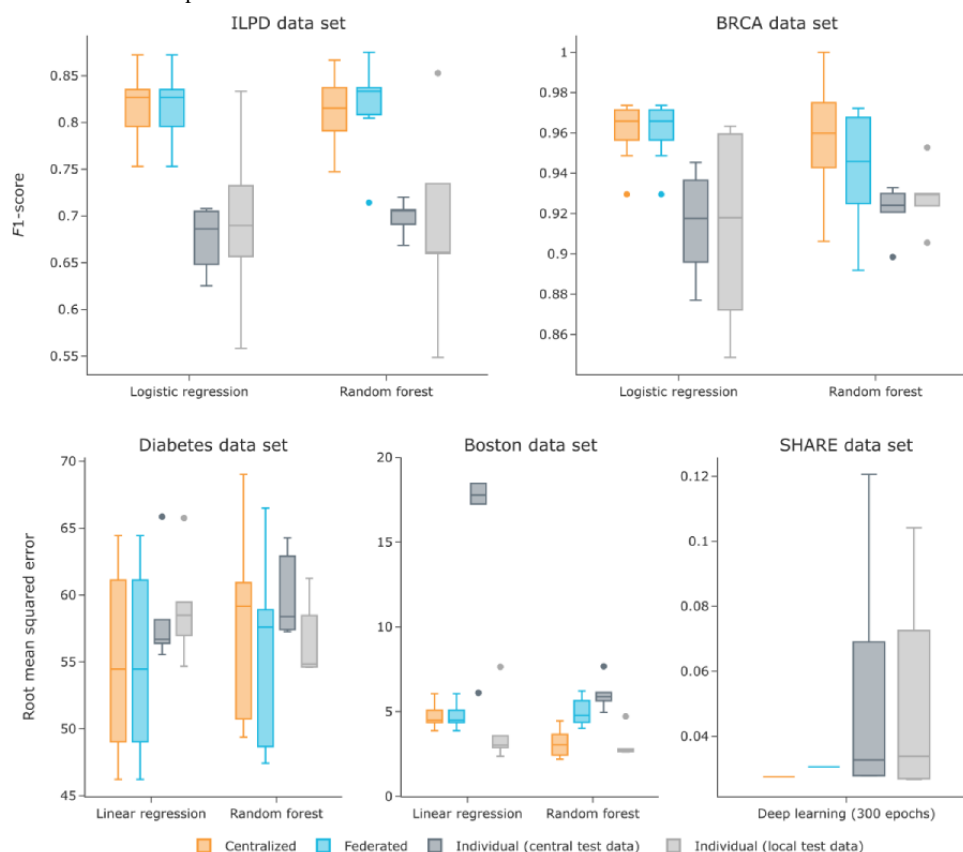 ILPD data set
BRCA data set
F1-score
0.85
0.8
0.75
0.7
0.65
0.6
0.55
Logistic regression
Random forest
1
0.98
0.96
0.94
0.92
0.9
0.88
0.86
Logistic regression
Random forest
Diabetes data set
Boston data set
SHARE data set
Root mean squared error
70
65
60
55
50
45
Linear regression
Random forest
20
15
10
5
0
Linear regression
Random forest
0.12
0.1
0.08
0.06
0.04
Deep learning (300 epochs)
Centralized
Federated
Individual (central test data)
Individual (local test data)